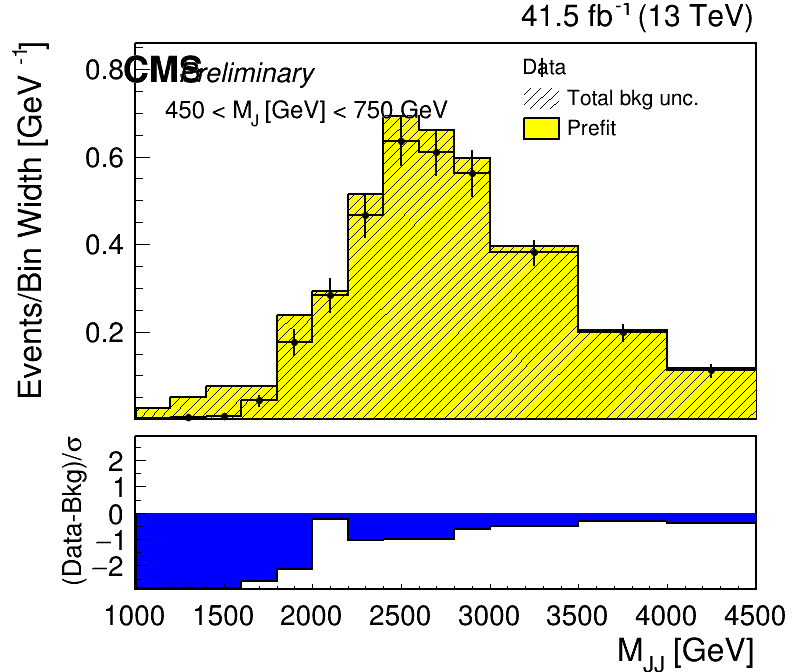 41.5 fb⁻¹ (13 TeV)
CMS Preliminary
450 < M_J [GeV] < 750 GeV
Data
Total bkg unc.
Prefit
Events/Bin Width [GeV⁻¹]
0.8
0.6
0.4
0.2
(Data-Bkg)/σ
2
1
0
−1
−2
1000 1500 2000 2500 3000 3500 4000 4500
M_JJ [GeV]